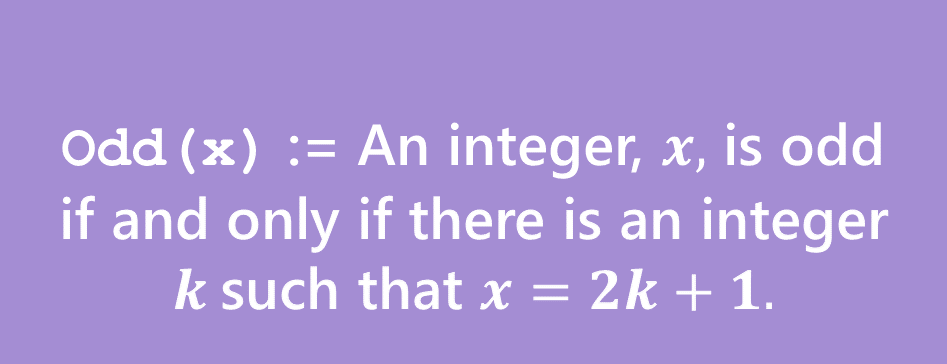 Odd(x) := An integer, x, is odd
if and only if there is an integer
k such that x = 2k + 1.